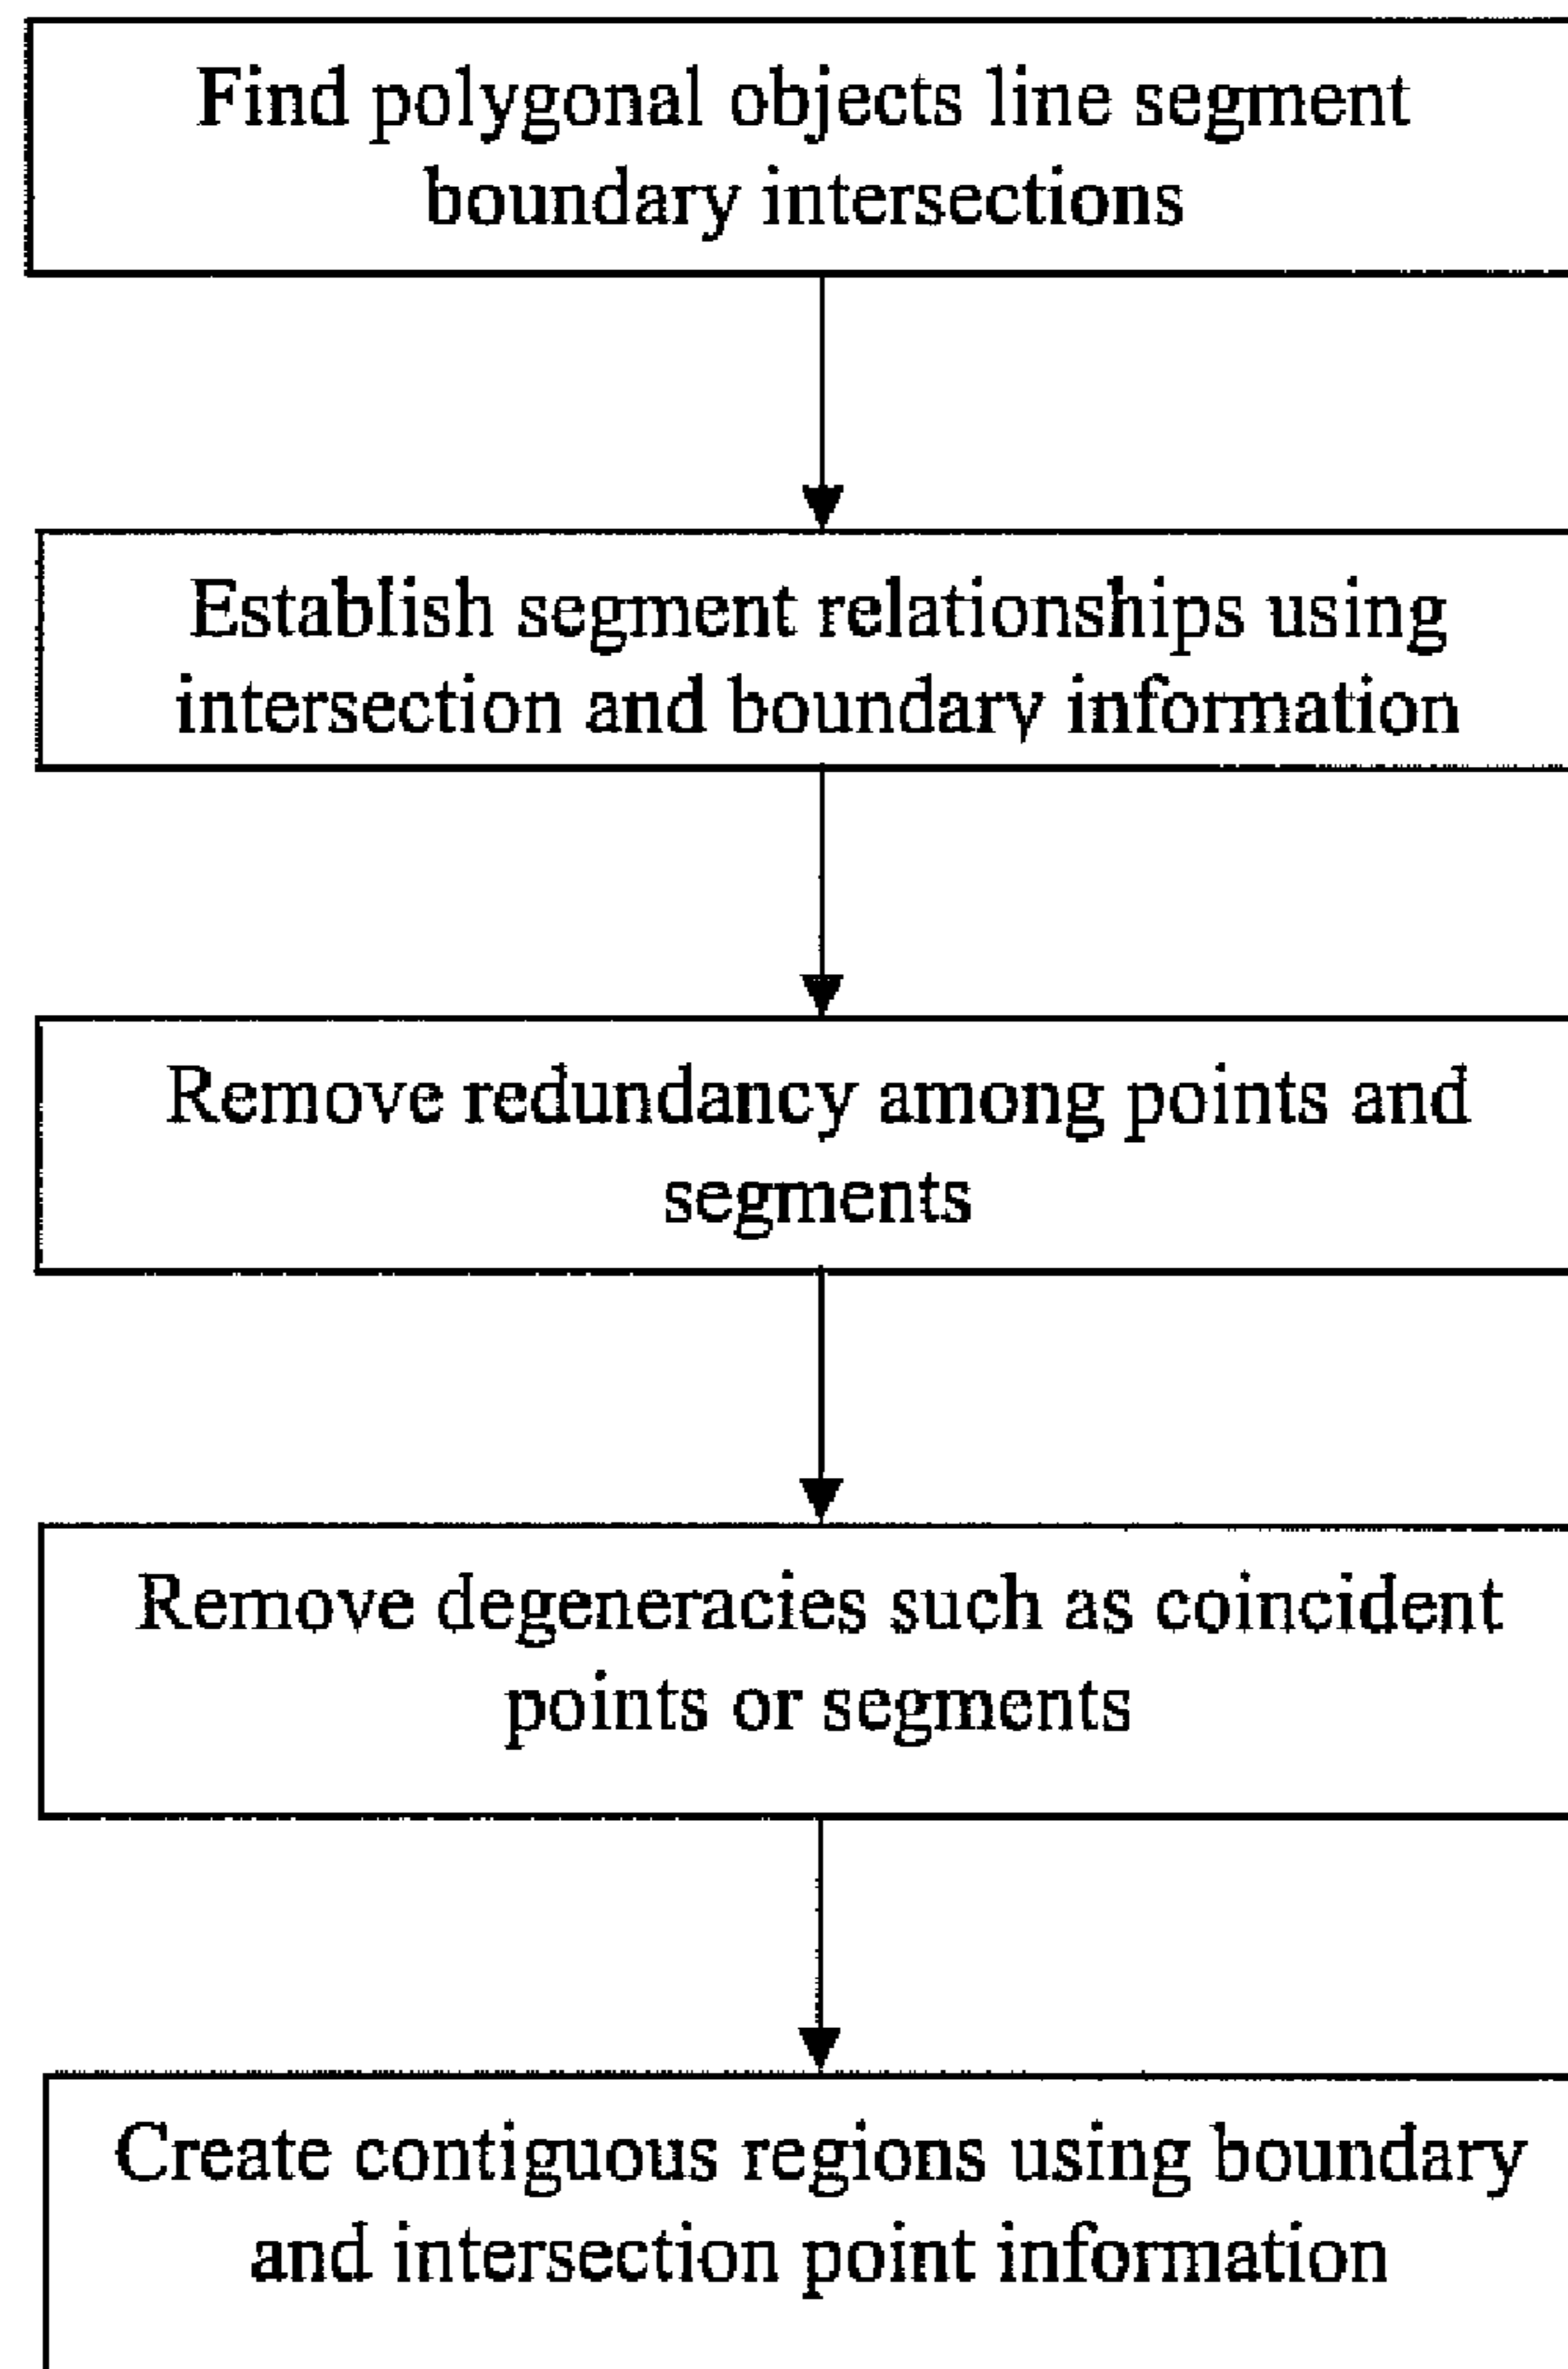 Find polygonal objects line segment
boundary intersections
Establish segment relationships using
intersection and boundary information
Remove redundancy among points and
segments
Remove degeneracies such as coincident
points or segments
Create contiguous regions using boundary
and intersection point information